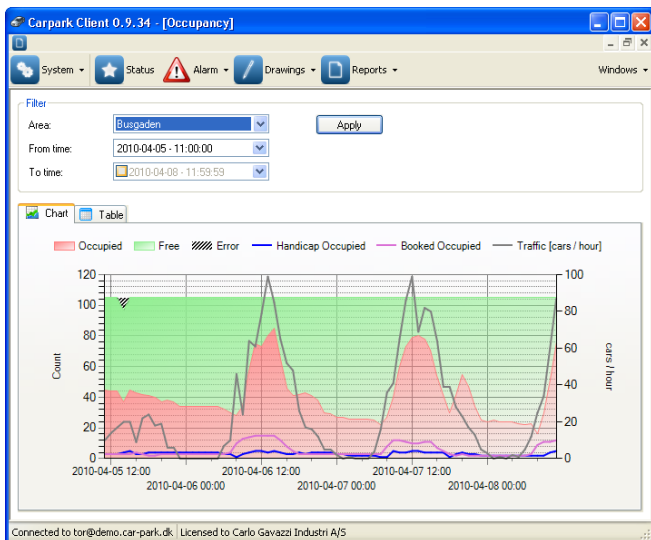 Carpark Client 0.9.34 - [Occupancy]
System Status Alarm Drawings Reports Windows
Filter
Area: Busgaden Apply
From time: 2010-04-05 - 11:00:00
To time: 2010-04-08 - 11:59:59
Chart Table
Occupied Free Error Handicap Occupied Booked Occupied Traffic [cars / hour]
120 100
100 80
80 60
60 40
40 20
20 0
0
Count
cars / hour
2010-04-05 12:00 2010-04-06 12:00 2010-04-07 12:00
2010-04-06 00:00 2010-04-07 00:00 2010-04-08 00:00
Connected to tor@demo.car-park.dk Licensed to Carlo Gavazzi Industri A/S